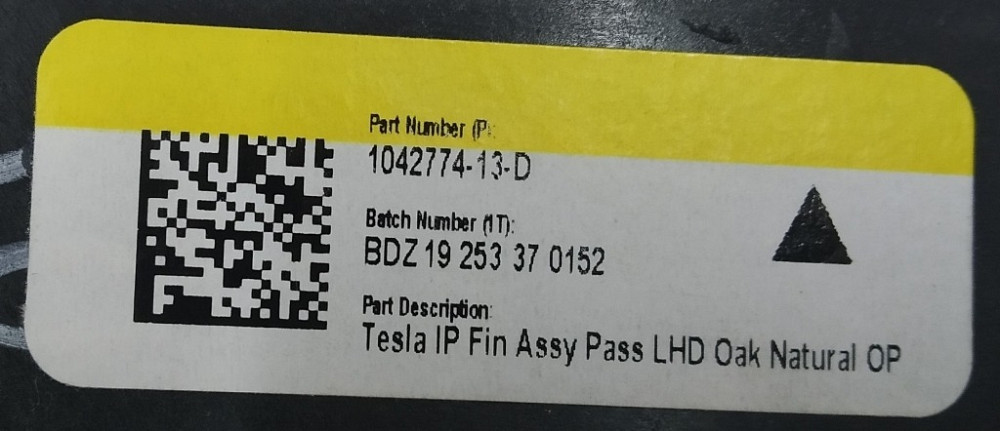 Part Number (P):
1042774-13-D
Batch Number (1T):
BDZ 19 253 37 0152
Part Description:
Tesla IP Fin Assy Pass LHD Oak Natural OP